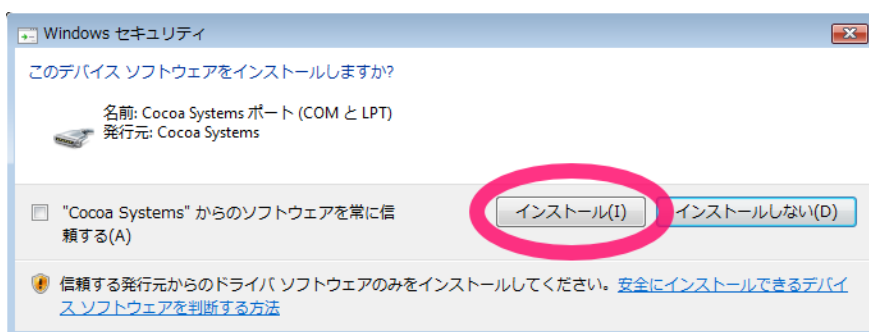 Windows セキュリティ
このデバイス ソフトウェアをインストールしますか?
名前: Cocoa Systems ポート (COM と LPT)
発行元: Cocoa Systems
"Cocoa Systems" からのソフトウェアを常に信
頼する(A)
インストール(I)
インストールしない(D)
信頼する発行元からのドライバ ソフトウェアのみをインストールしてください。安全にインストールできるデバイ
ス ソフトウェアを判断する方法